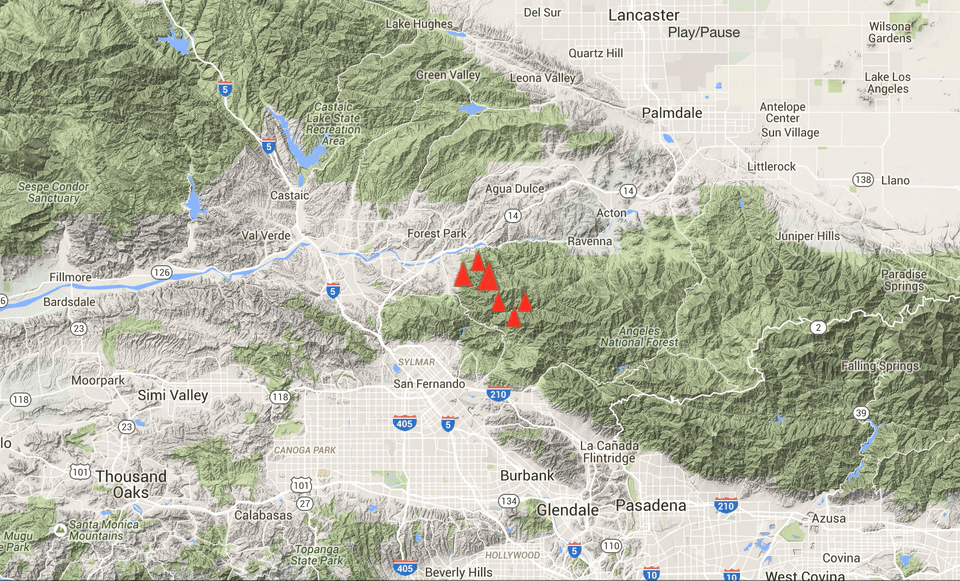 Del Sur
Lancaster
Lake Hughes
Play/Pause
Wilsona
Gardens
Quartz Hill
Green Valley
Leona Valley
Lake Los
Angeles
5
Castaic
Lake State
Recreation
Area
Palmdale
Antelope
Center
Sun Village
5
Littlerock
Sespe Condor
Sanctuary
Castaic
Agua Dulce
14
138
Llano
14
Acton
Val Verde
Forest Park
Ravenna
Juniper Hills
Fillmore
126
Paradise
Springs
5
Bardsdale
6
23
2
Angeles
National Forest
SYLMAR
Falling Springs
Moorpark
San Fernando
Simi Valley
118
118
210
23
405
5
39
lo
La Cañada
Flintridge
CANOGA PARK
101
Thousand
Oaks
101
Burbank
27
134
Pasadena
210
Calabasas
Glendale
Azusa
Santa Monica
Mountains
Mugu
e Park
Topanga
State Park
HOLLYWOOD
5
110
Covina
405
Beverly Hills
10
10
West Covina